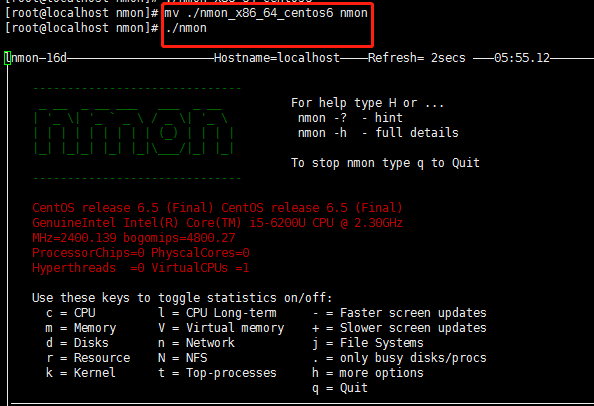 [root@localhost nmon]# mv ./nmon_x86_64_centos6 nmon
[root@localhost nmon]# ./nmon
nmon—16d Hostname=localhost Refresh= 2secs 05:55.12
For help type H or ...
nmon -? - hint
nmon -h - full details
To stop nmon type q to Quit
nmon
CentOS release 6.5 (Final) CentOS release 6.5 (Final)
GenuineIntel Intel(R) Core(TM) i5-6200U CPU @ 2.30GHz
MHz=2400.139 bogomips=4800.27
ProcessorChips=0 PhyscalCores=0
Hyperthreads =0 VirtualCPUs =1
Use these keys to toggle statistics on/off:
c = CPU l = CPU Long-term - = Faster screen updates
m = Memory V = Virtual memory + = Slower screen updates
d = Disks n = Network j = File Systems
r = Resource N = NFS . = only busy disks/procs
k = Kernel t = Top-processes h = more options
q = Quit